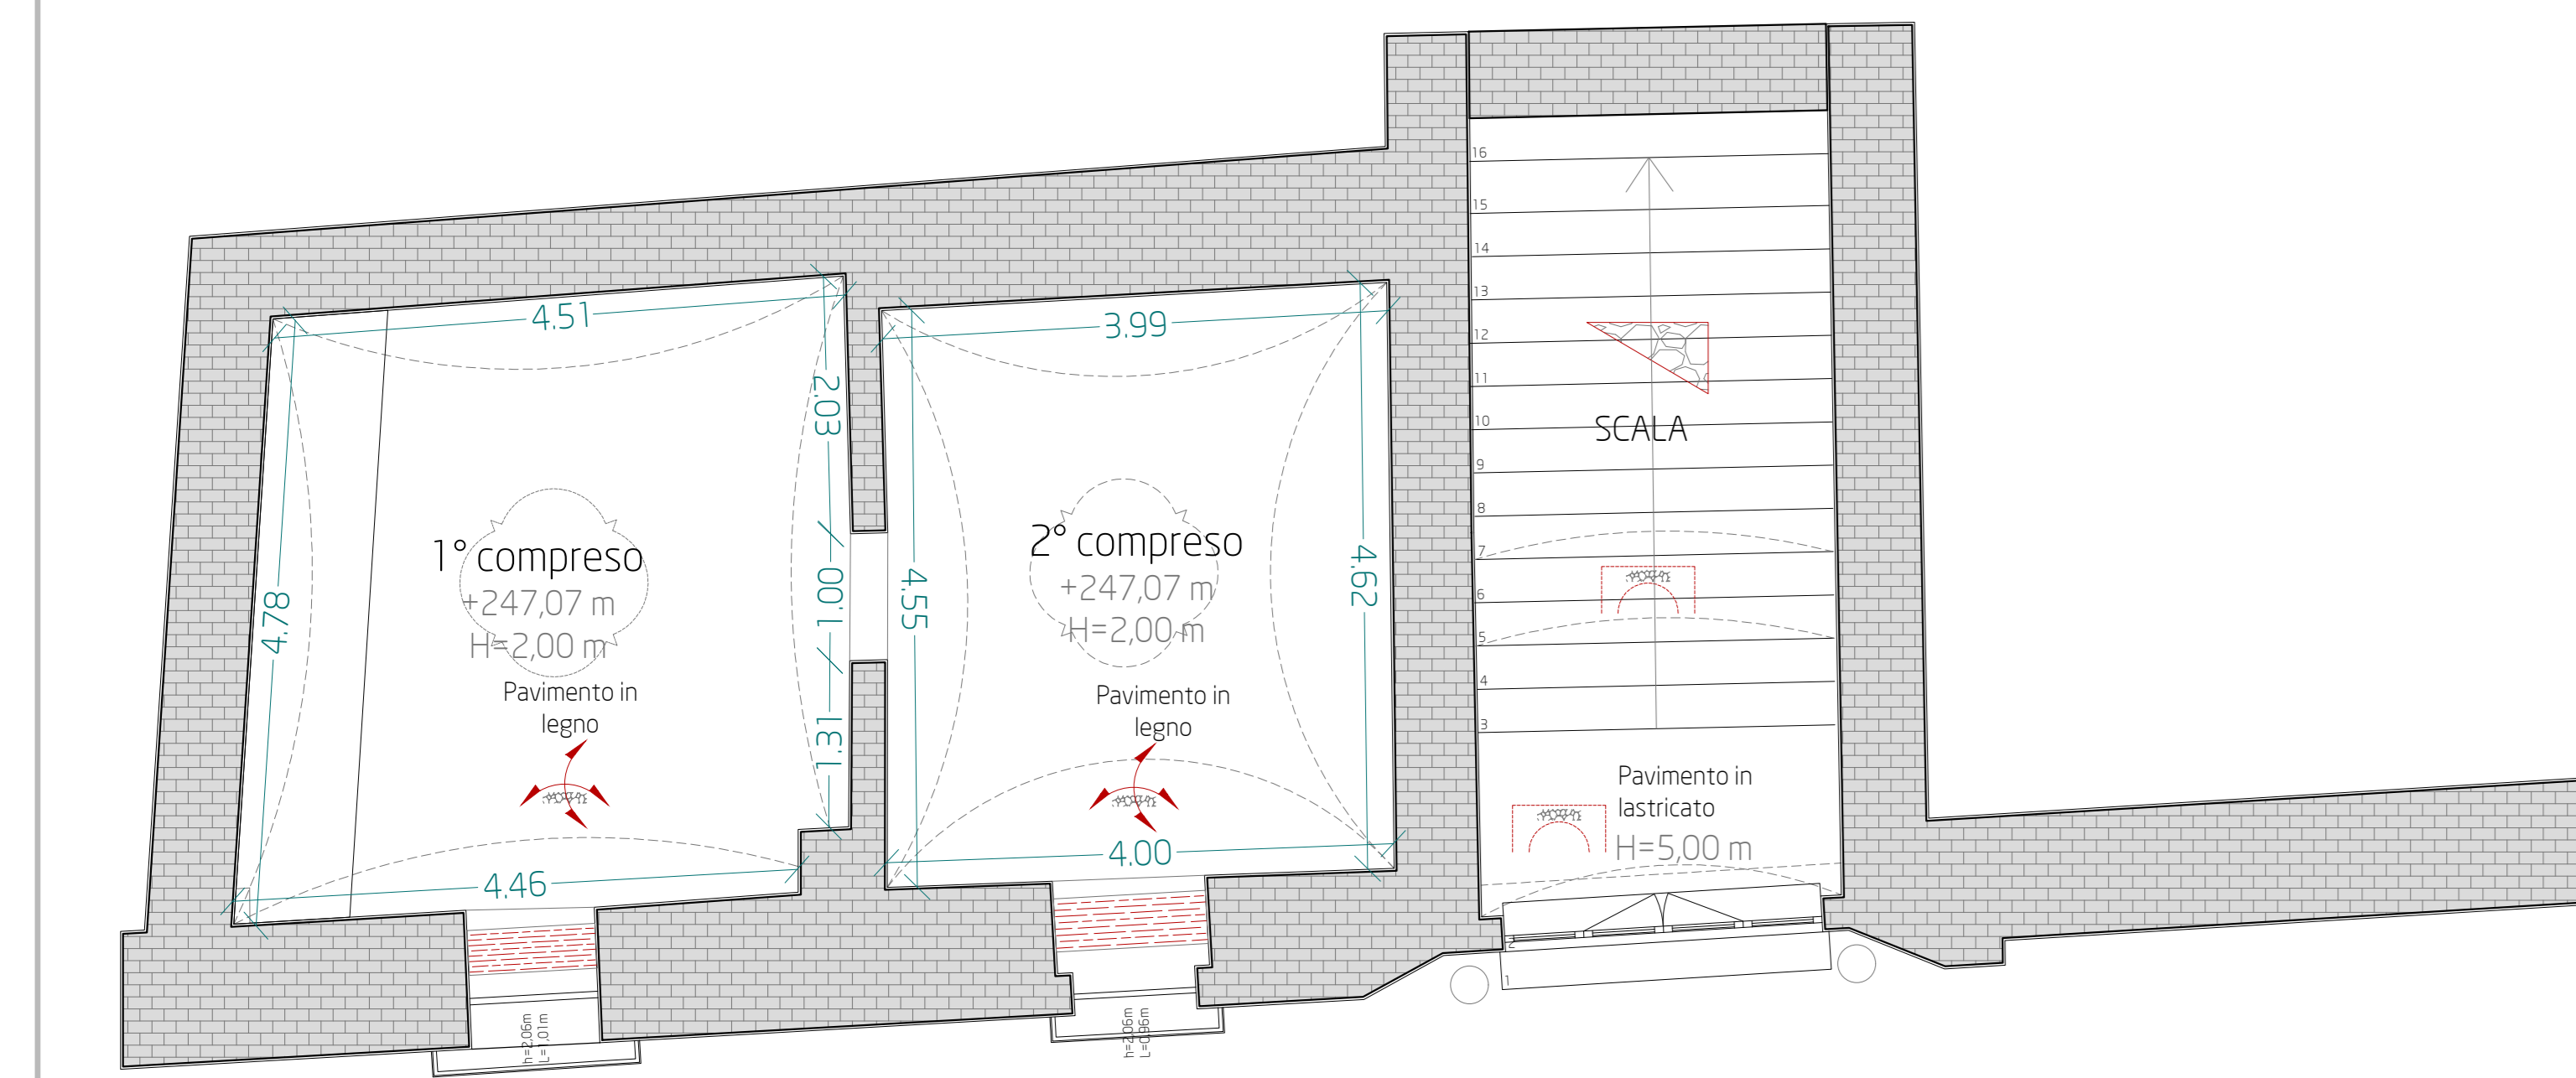 4.51
4.78
2.03
1.00
1.31
4.46
1° compreso
+247,07 m
H=2,00 m
Pavimento in
legno
h=2,06m
L=1,01m
3.99
4.55
4.62
4.00
2° compreso
+247,07 m
H=2,00 m
Pavimento in
legno
h=2,06m
L=0,96m
16
15
14
13
12
11
10
SCALA
9
8
7
6
5
4
3
Pavimento in
lastricato
H=5,00 m
2
1